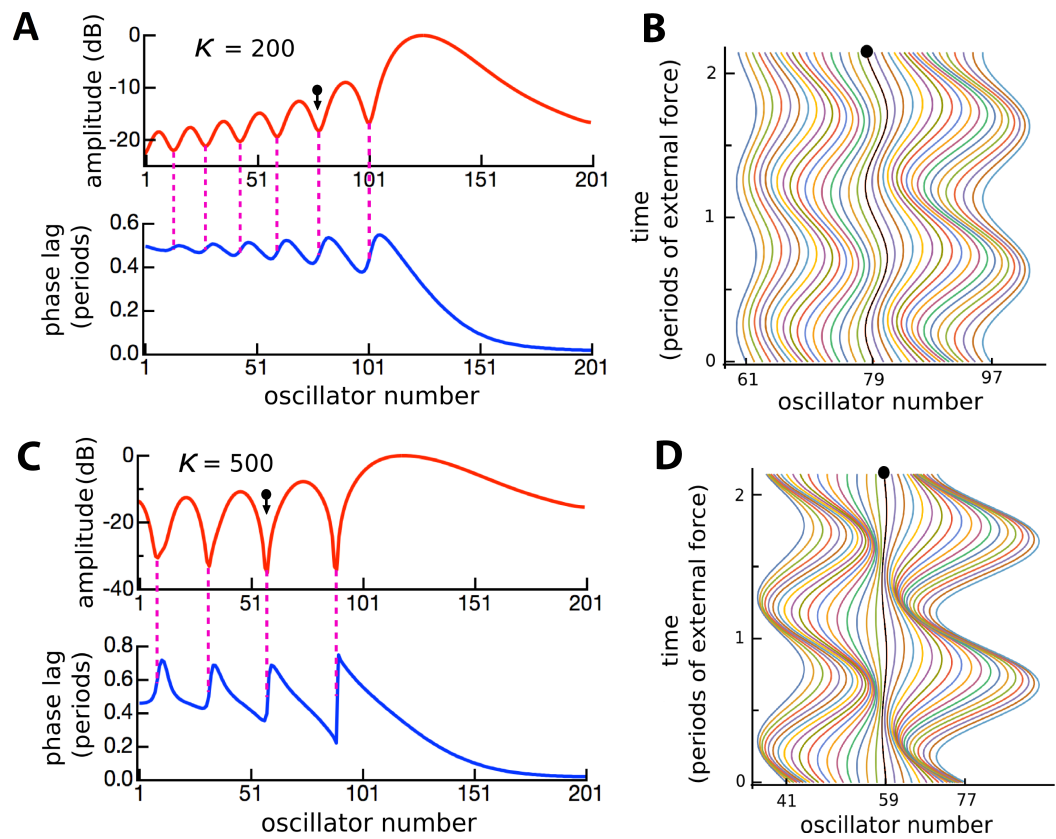 A
K = 200
amplitude (dB)
0
-10
-20
1
51
101
151
201
phase lag
(periods)
0.6
0.4
0.2
0.0
1
51
101
151
201
oscillator number
B
time
(periods of external force)
2
1
0
61
79
97
oscillator number
C
K = 500
amplitude (dB)
0
-20
-40
1
51
101
151
201
phase lag
(periods)
0.8
0.6
0.4
0.2
0.0
1
51
101
151
201
oscillator number
D
time
(periods of external force)
2
1
0
41
59
77
oscillator number